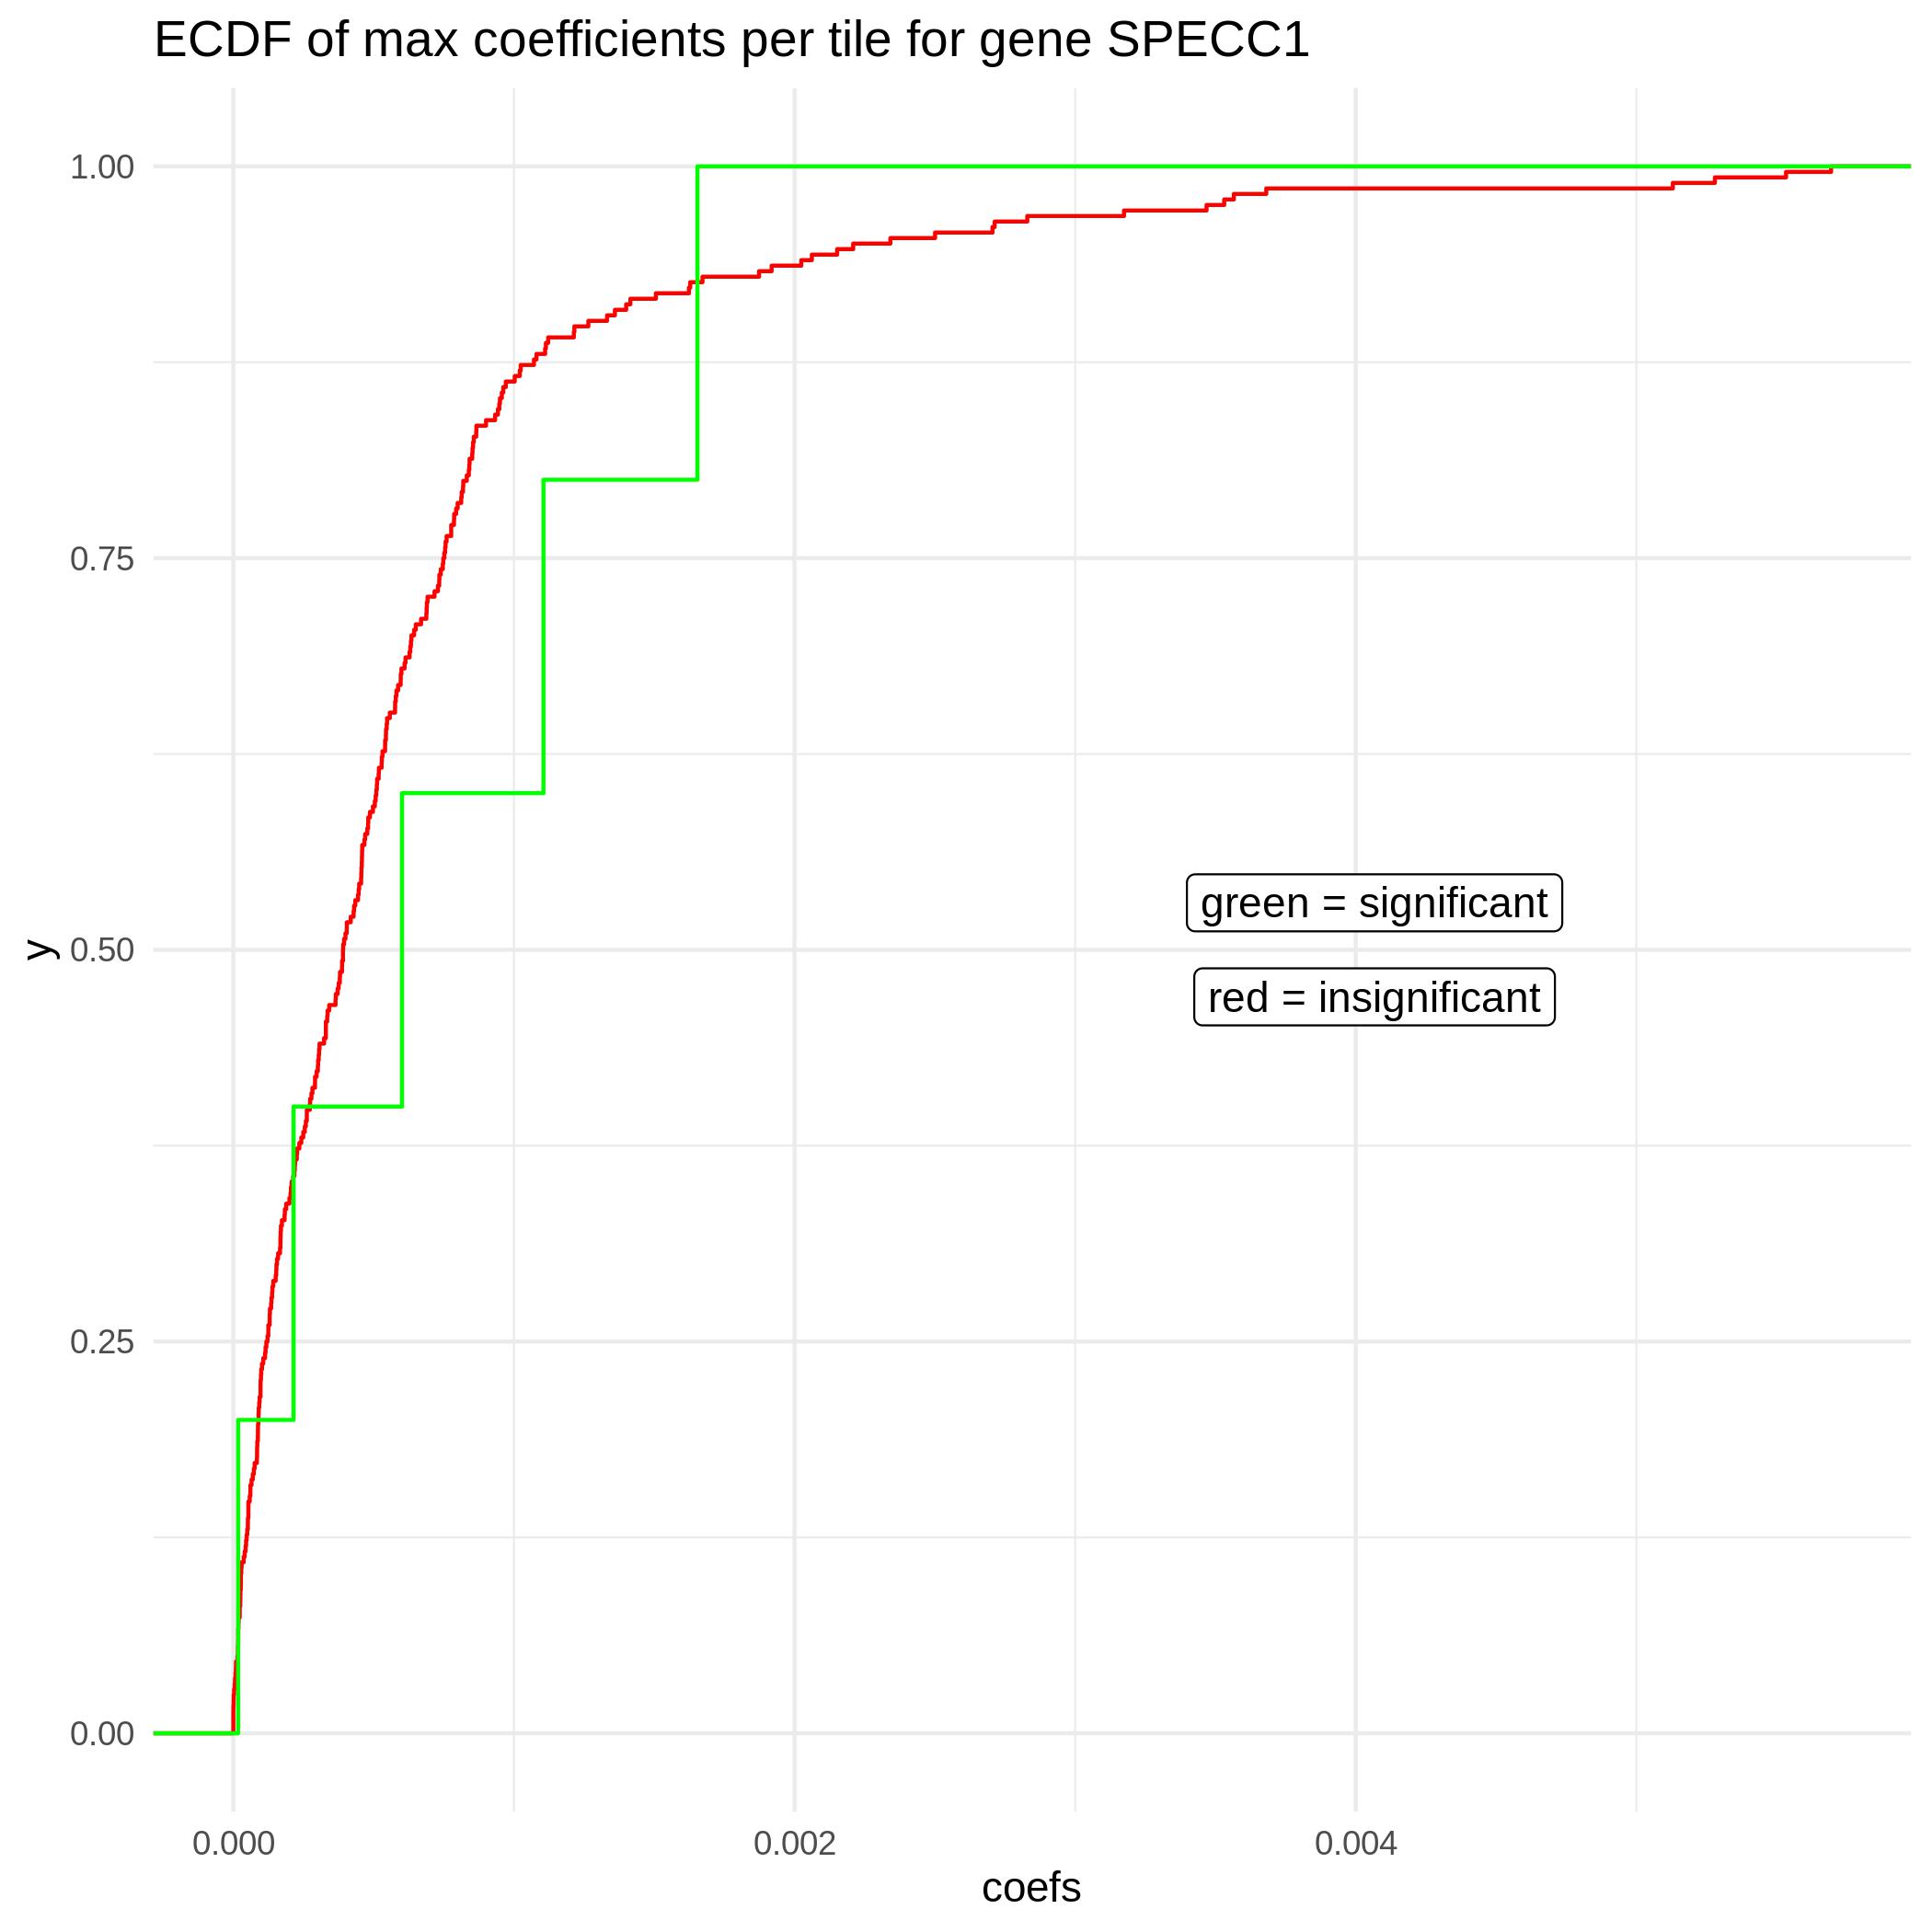 ECDF of max coefficients per tile for gene SPECC1
1.00
0.75
0.50
0.25
0.00
y
green = significant
red = insignificant
0.000
0.002
0.004
coefs